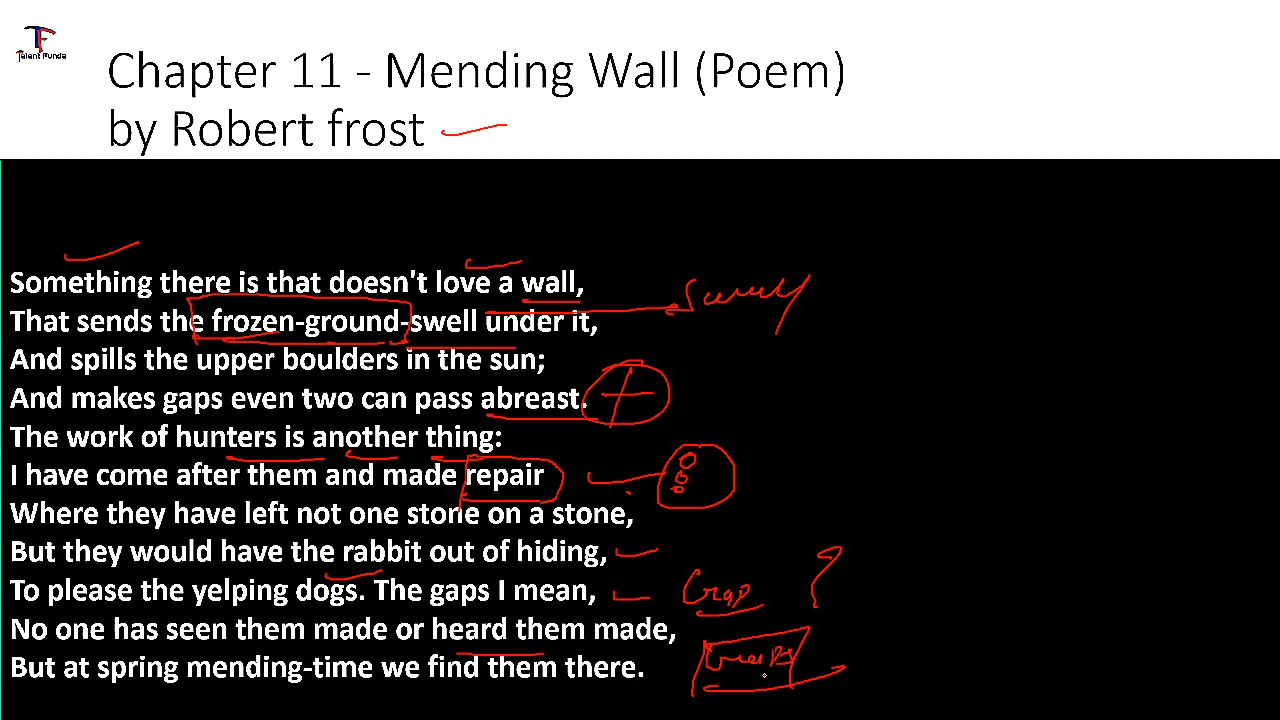 Talent Funda
Chapter 11 - Mending Wall (Poem)
by Robert frost
Something there is that doesn't love a wall,
That sends the frozen-ground-swell under it,
And spills the upper boulders in the sun;
And makes gaps even two can pass abreast.
The work of hunters is another thing:
I have come after them and made repair
Where they have left not one stone on a stone,
But they would have the rabbit out of hiding,
To please the yelping dogs. The gaps I mean,
Gap ?
No one has seen them made or heard them made,
But at spring mending-time we find them there.